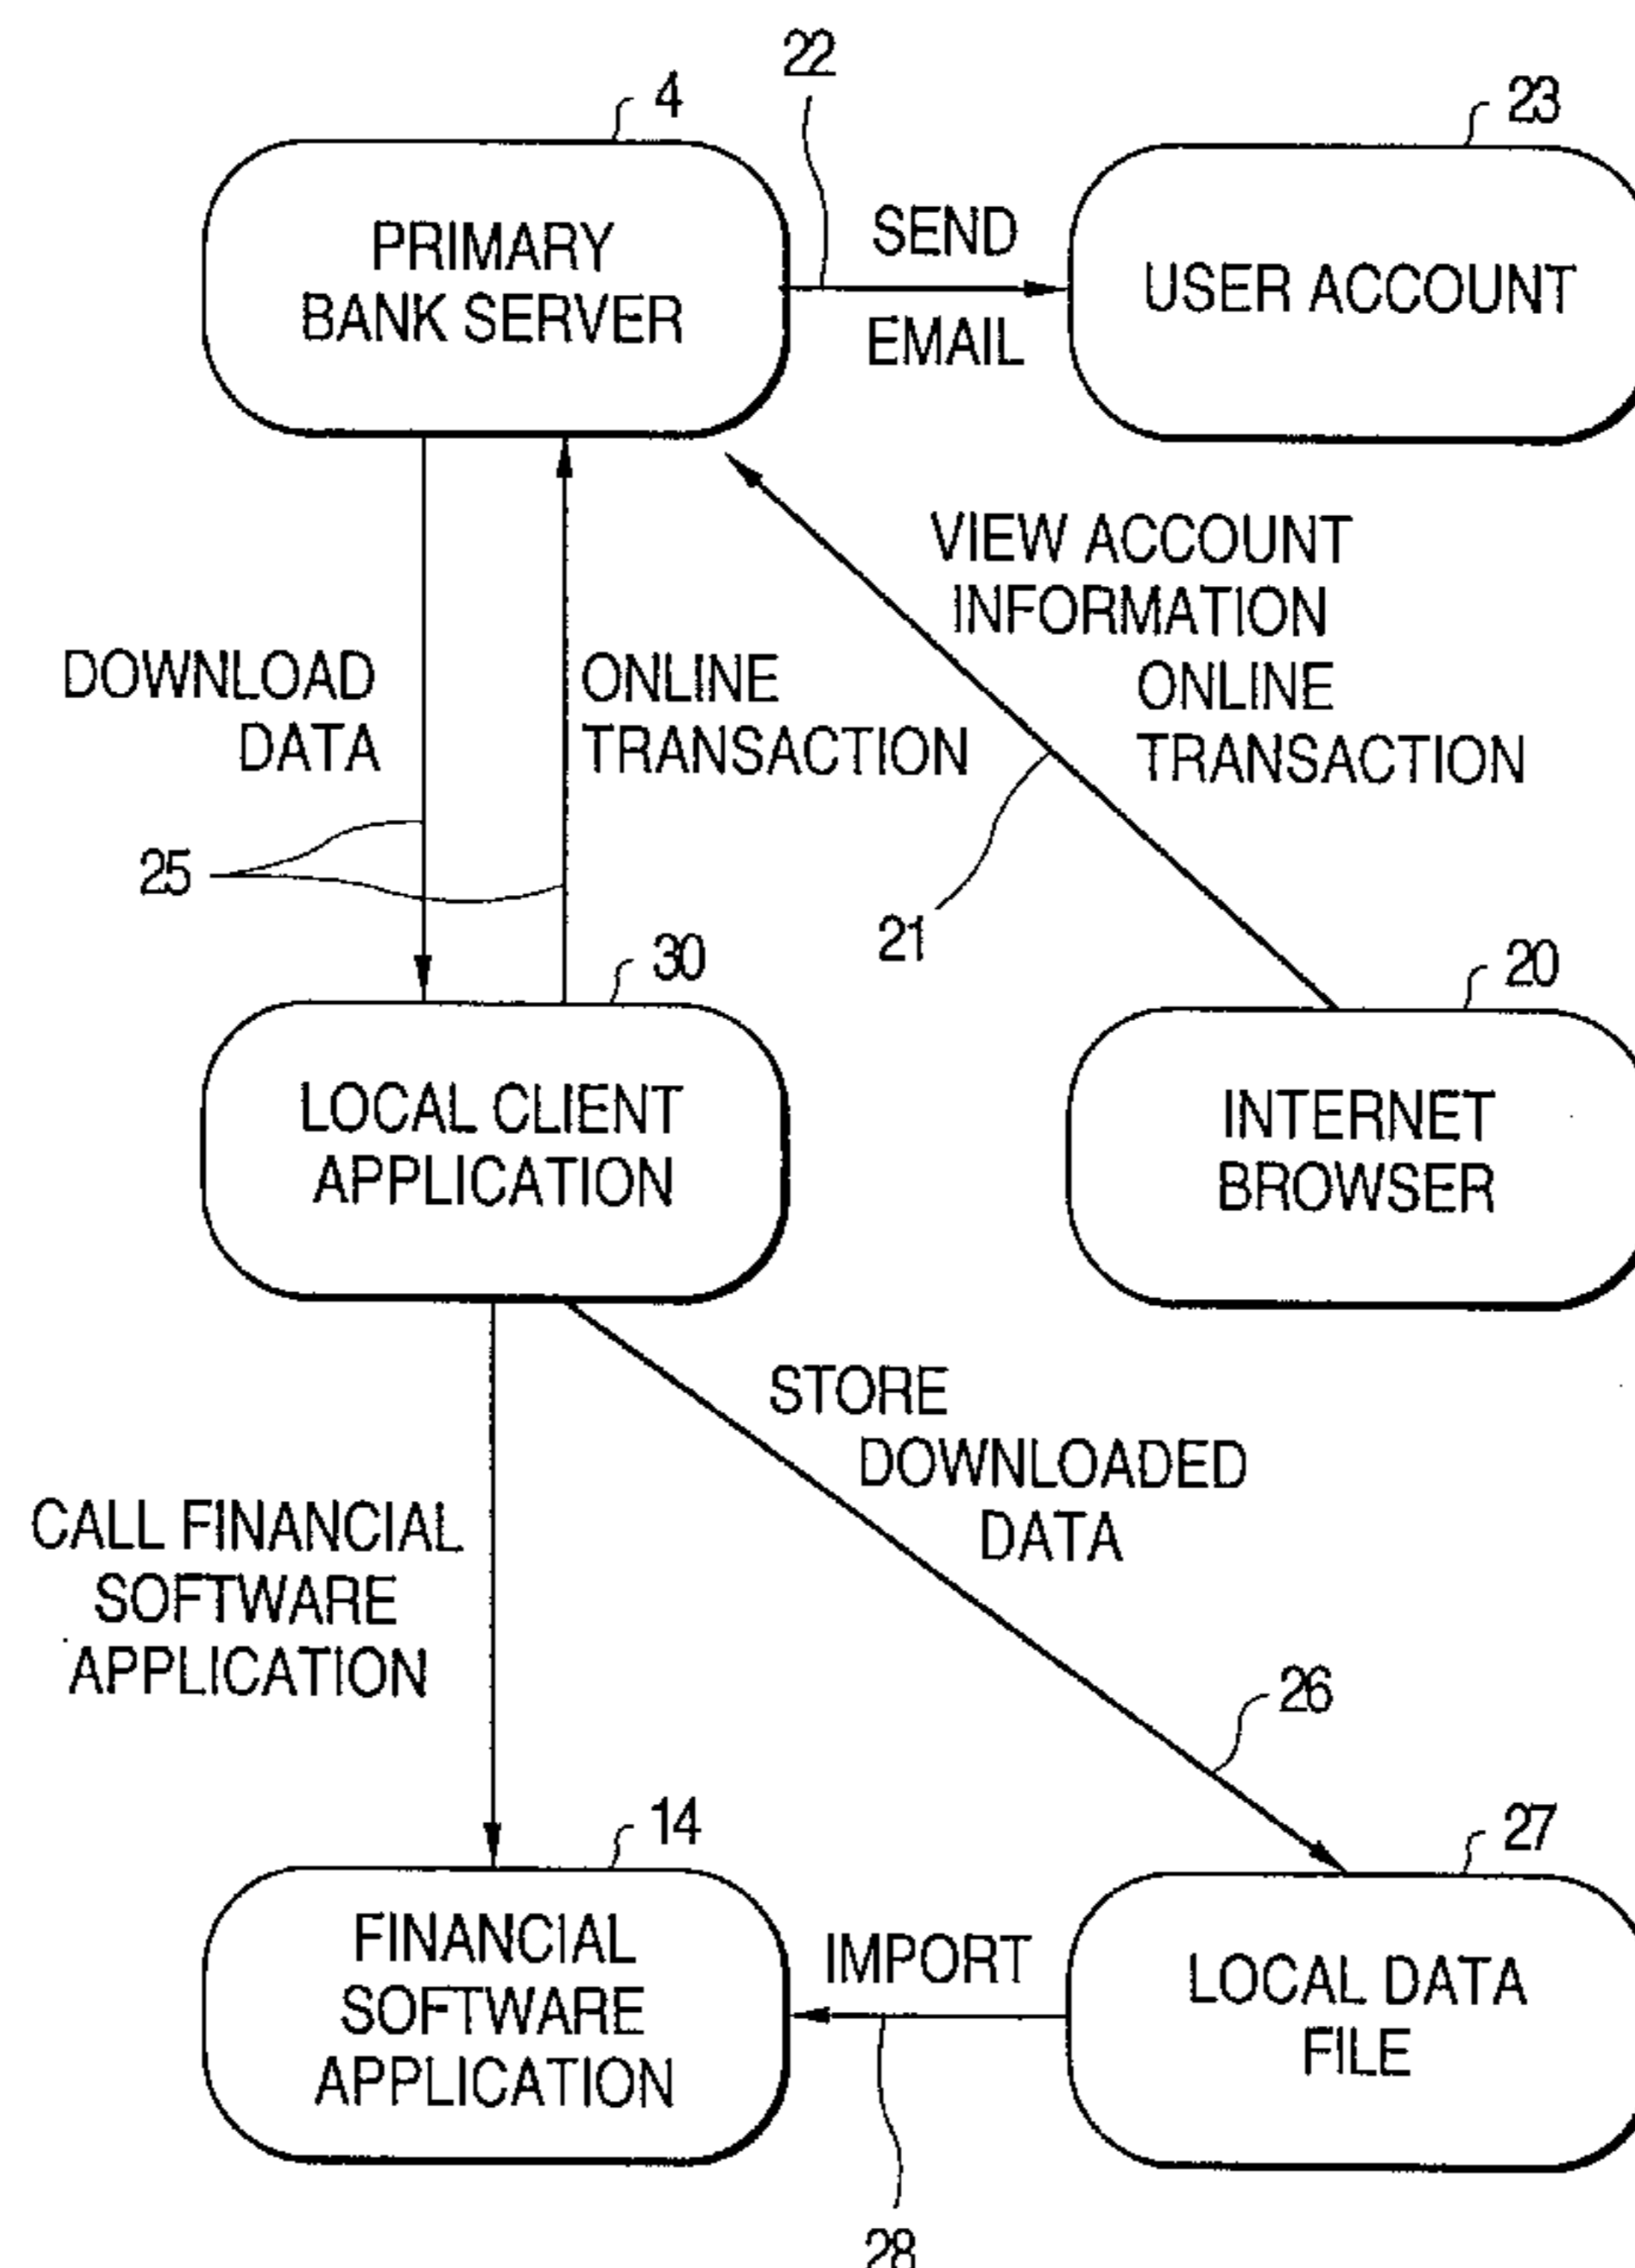 22
4
23
PRIMARY
BANK SERVER
SEND
EMAIL
USER ACCOUNT
VIEW ACCOUNT
INFORMATION
ONLINE
TRANSACTION
DOWNLOAD
DATA
ONLINE
TRANSACTION
25
21
30
20
LOCAL CLIENT
APPLICATION
INTERNET
BROWSER
STORE
DOWNLOADED
DATA
CALL FINANCIAL
SOFTWARE
APPLICATION
26
14
27
FINANCIAL
SOFTWARE
APPLICATION
IMPORT
LOCAL DATA
FILE
28